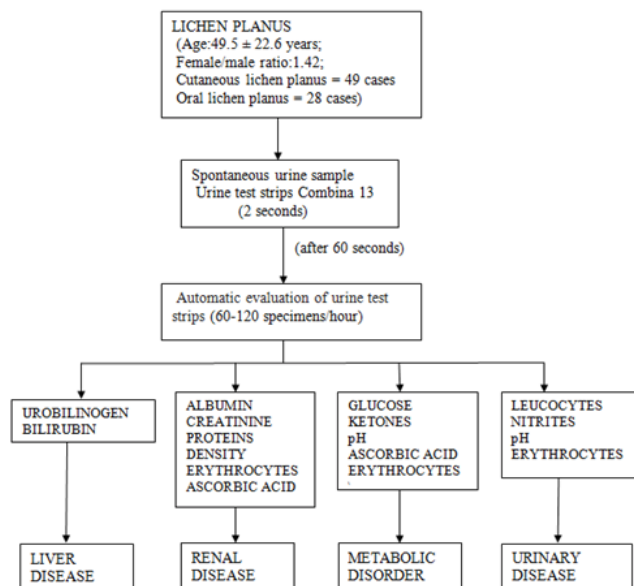 LICHEN PLANUS
(Age:49.5 ± 22.6 years;
Female/male ratio:1.42;
Cutaneous lichen planus = 49 cases
Oral lichen planus = 28 cases)
Spontaneous urine sample
Urine test strips Combina 13
(2 seconds)
(after 60 seconds)
Automatic evaluation of urine test
strips (60-120 specimens/hour)
UROBILINOGEN
BILIRUBIN
ALBUMIN
CREATININE
PROTEINS
DENSITY
ERYTHROCYTES
ASCORBIC ACID
GLUCOSE
KETONES
pH
ASCORBIC ACID
ERYTHROCYTES
LEUCOCYTES
NITRITES
pH
ERYTHROCYTES
LIVER
DISEASE
RENAL
DISEASE
METABOLIC
DISORDER
URINARY
DISEASE